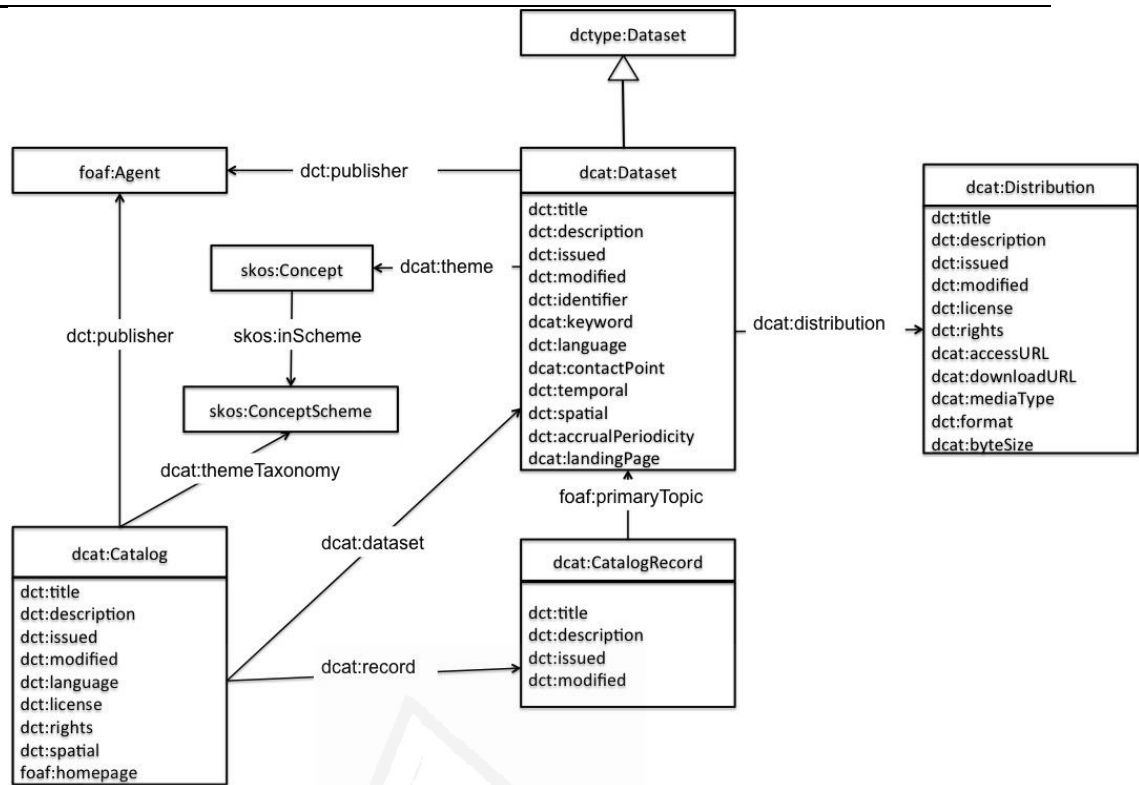 dctype:Dataset
foaf:Agent
dct:publisher
dcat:Dataset
dct:title
dct:description
dct:issued
dct:modified
dct:identifier
dcat:keyword
dct:language
dcat:contactPoint
dct:temporal
dct:spatial
dct:accrualPeriodicity
dcat:landingPage
dcat:Distribution
dct:title
dct:description
dct:issued
dct:modified
dct:license
dct:rights
dcat:accessURL
dcat:downloadURL
dcat:mediaType
dct:format
dcat:byteSize
skos:Concept
dcat:theme
dct:publisher
skos:inScheme
dcat:distribution
skos:ConceptScheme
dcat:themeTaxonomy
foaf:primaryTopic
dcat:dataset
dcat:Catalog
dct:title
dct:description
dct:issued
dct:modified
dct:language
dct:license
dct:rights
dct:spatial
foaf:homepage
dcat:record
dcat:CatalogRecord
dct:title
dct:description
dct:issued
dct:modified